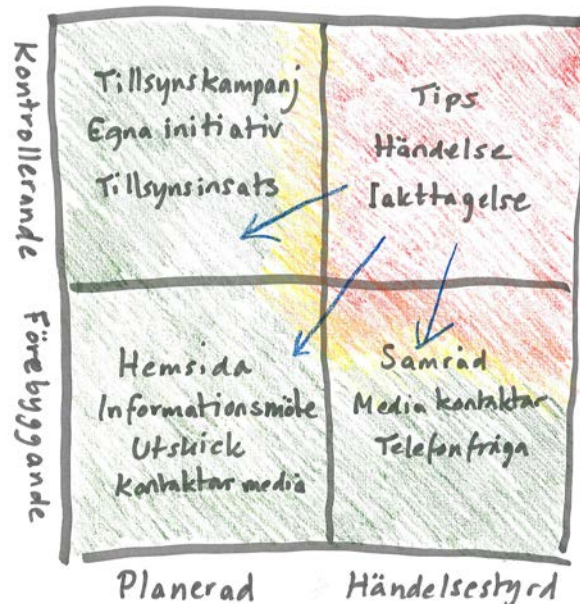 Kontrollerande
Tillsynskampanj
Egna initiativ
Tillsynsinsats
Tips
Händelse
Iakttagelse
Förebyggande
Hemsida
Informationsmöte
Utskick
Kontaktar media
Samråd
Media kontaktar
Telefonfråga
Planerad
Händelsestyrd